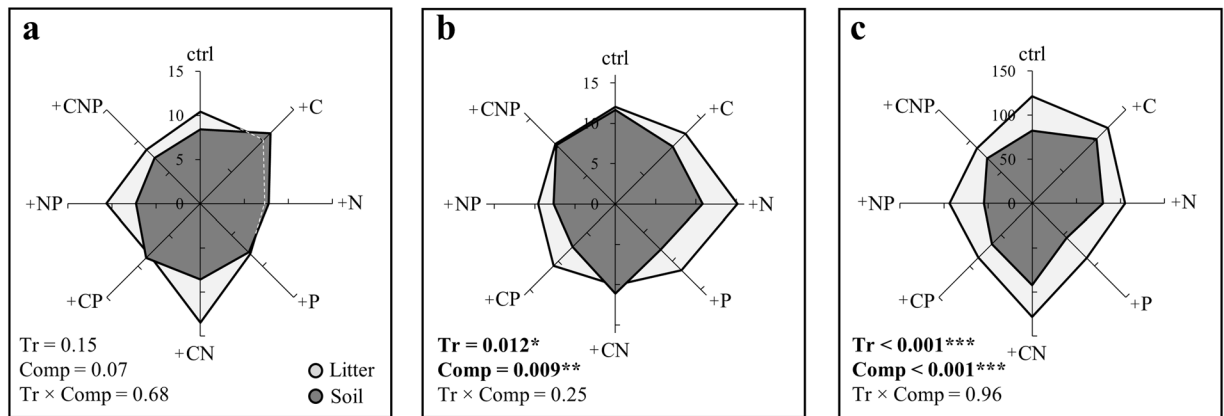 a
ctrl
15
+CNP
+C
10
5
+NP
0
+N
+CP
+P
+CN
Tr = 0.15
Comp = 0.07
Tr × Comp = 0.68
Litter
Soil
b
ctrl
15
+CNP
+C
10
5
+NP
0
+N
+CP
+P
+CN
Tr = 0.012*
Comp = 0.009**
Tr × Comp = 0.25
c
ctrl
150
+CNP
+C
100
50
+NP
0
+N
+CP
+P
+CN
Tr < 0.001***
Comp < 0.001***
Tr × Comp = 0.96